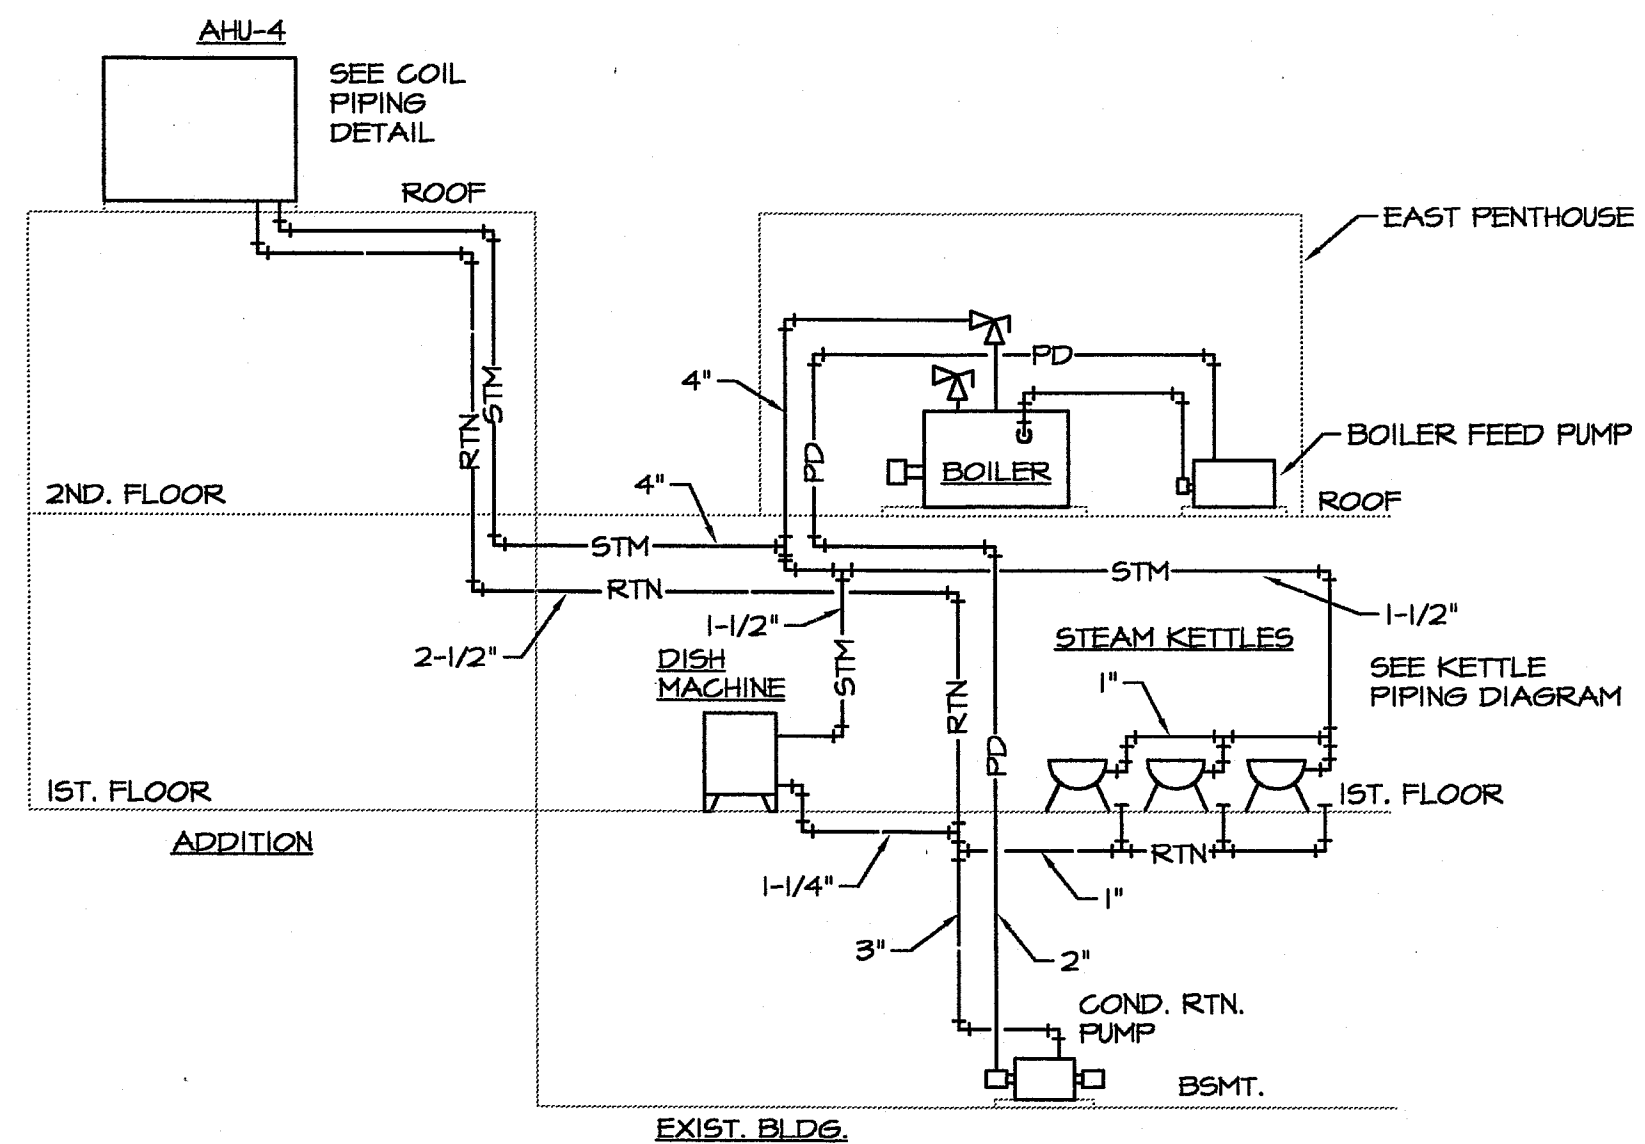 AHU-4
SEE COIL
PIPING
DETAIL
ROOF
EAST PENTHOUSE
PD
4"
STM
PD
RTN
BOILER FEED PUMP
BOILER
2ND. FLOOR
4"
ROOF
STM
STM
RTN
1-1/2"
1-1/2"
STEAM KETTLES
2-1/2"
DISH
MACHINE
STM
SEE KETTLE
PIPING DIAGRAM
1"
RTN
PD
1ST. FLOOR
1ST. FLOOR
ADDITION
RTN
1-1/4"
1"
3"
2"
COND. RTN.
PUMP
BSMT.
EXIST. BLDG.